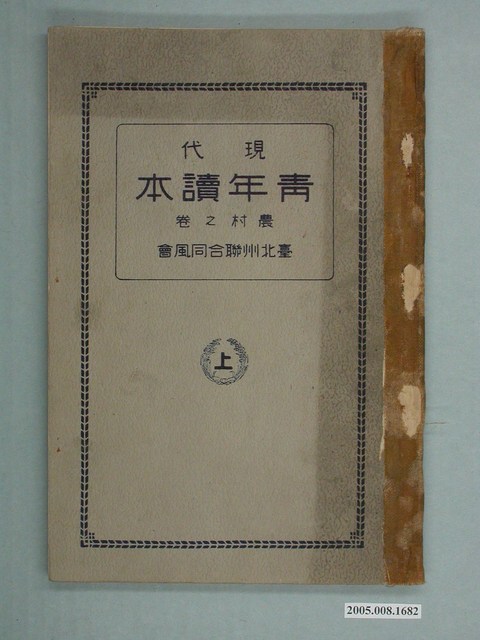 現代
青年讀本
農村之卷
臺北州聯合同風會
上
2005.008.1682